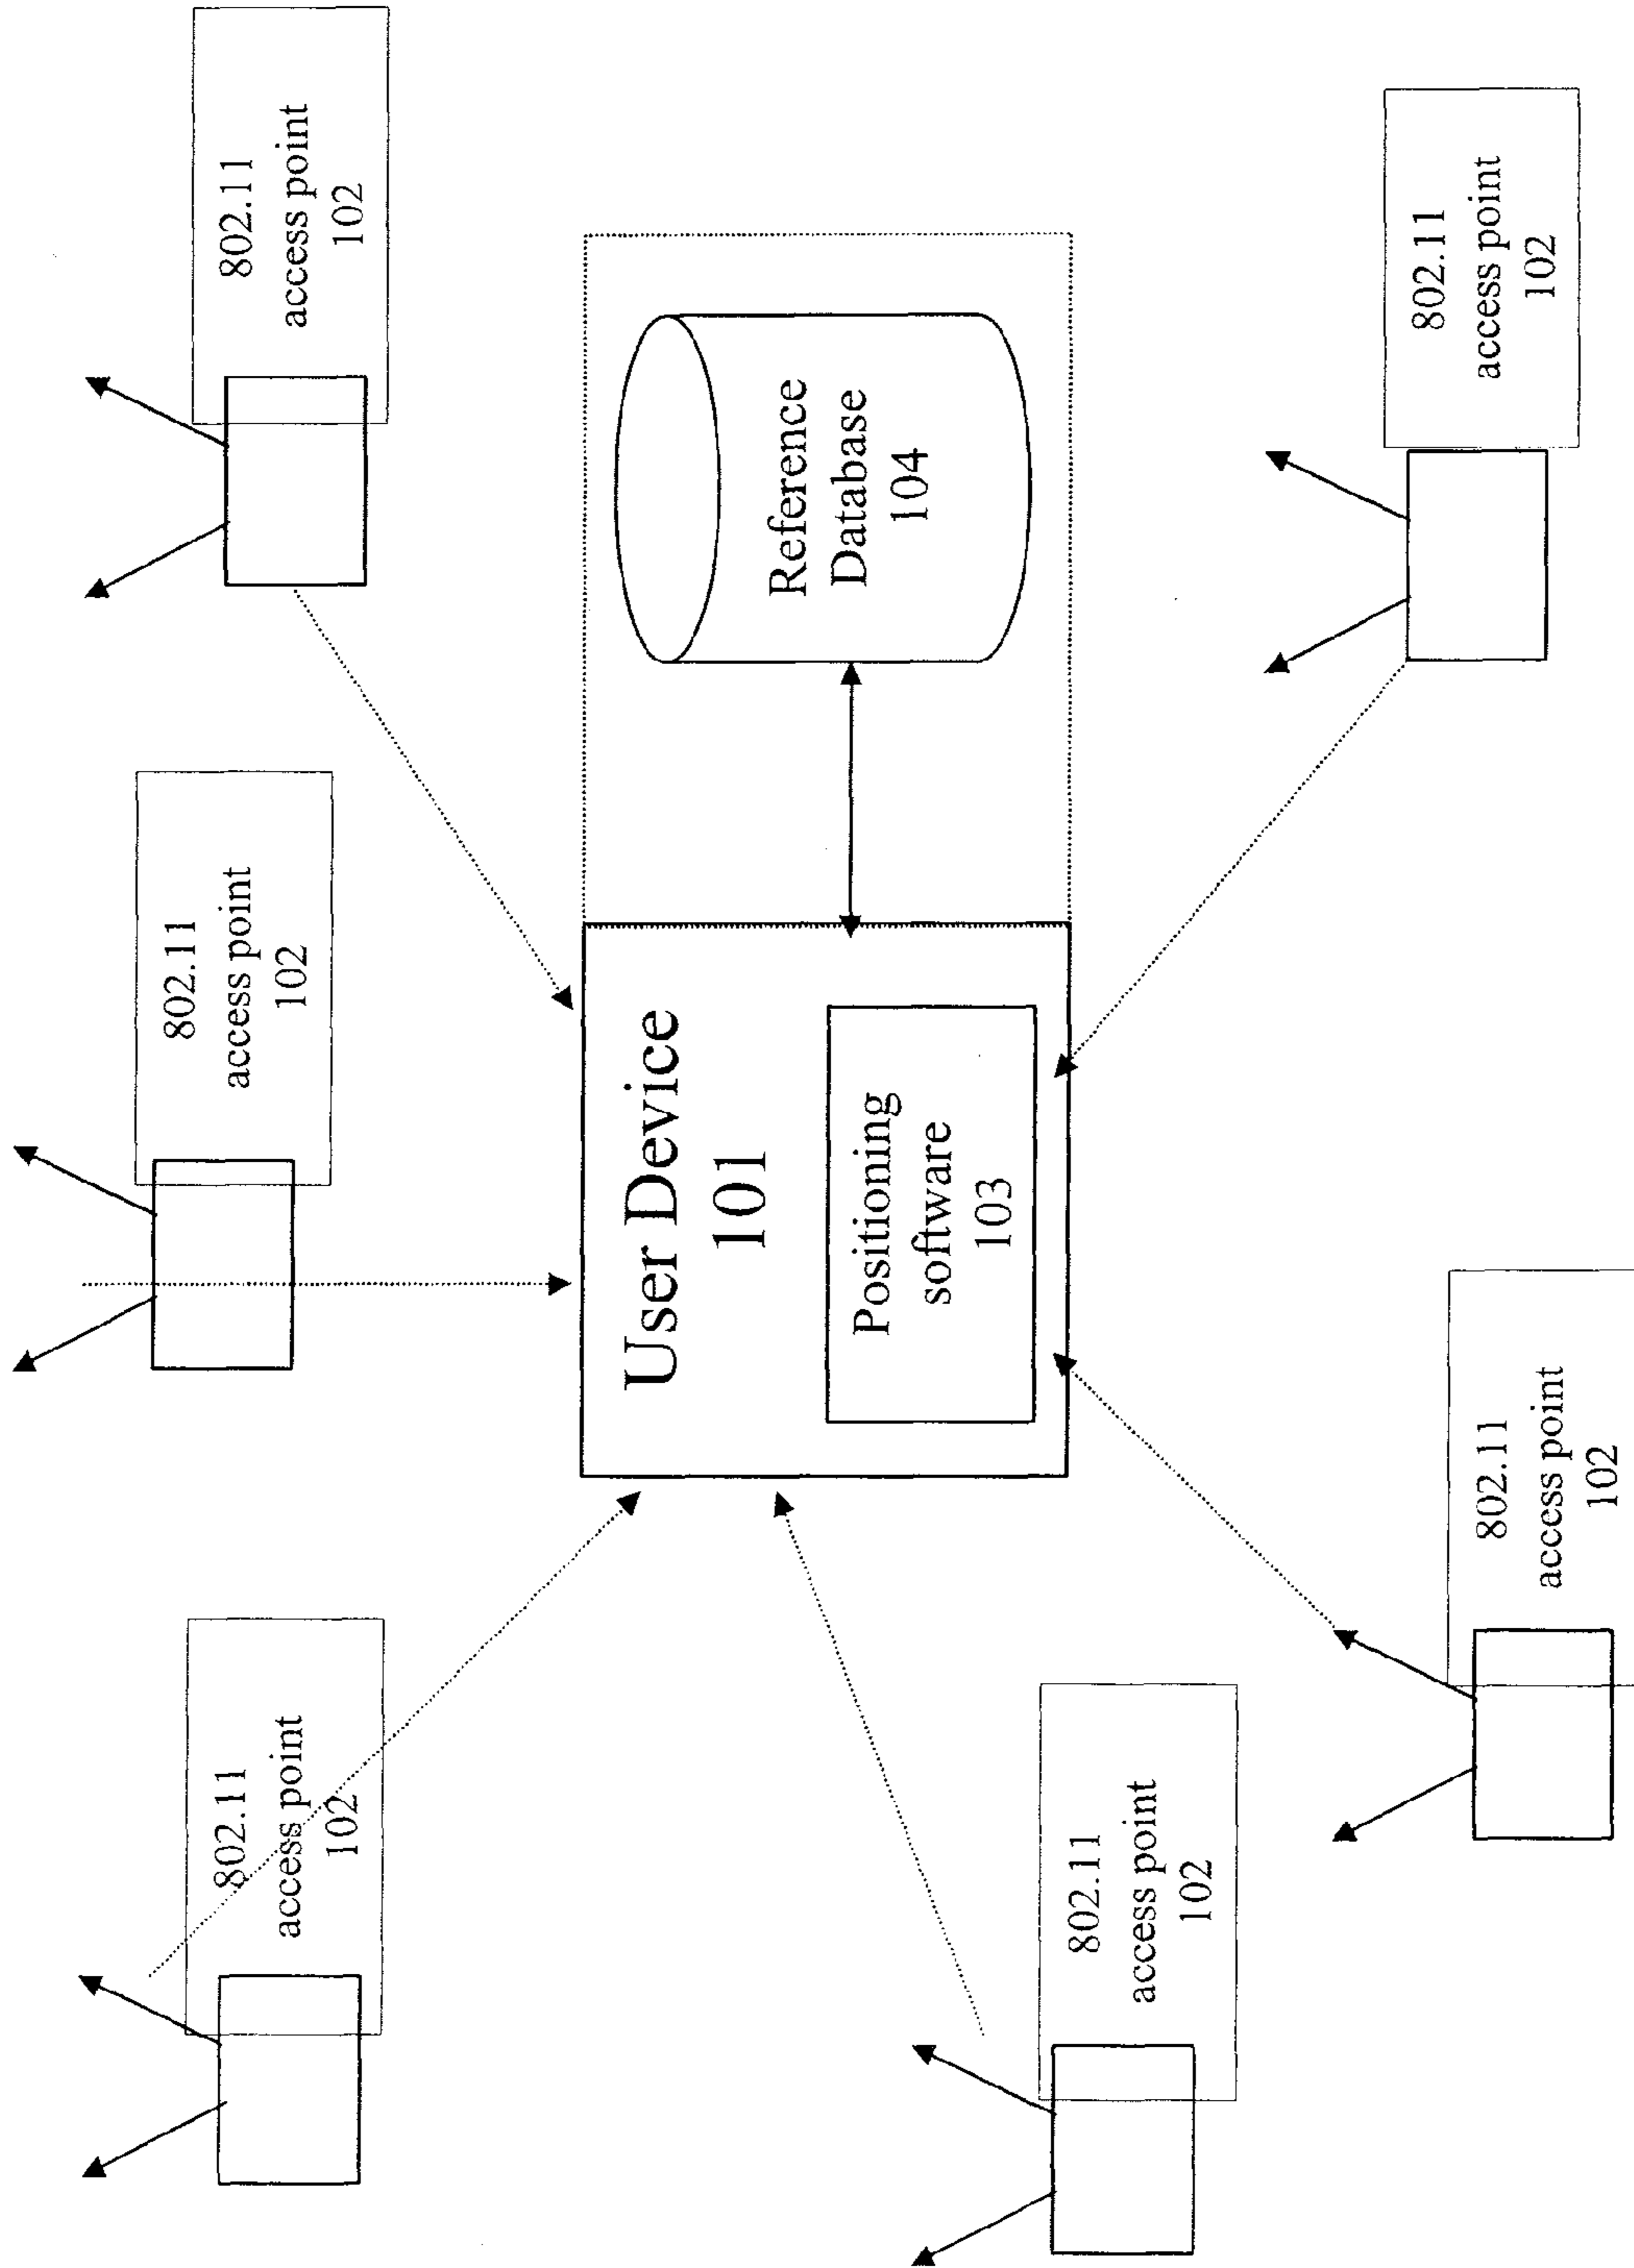 802.11
access point
102
802.11
access point
102
802.11
access point
102
User Device
101
Positioning
software
103
Reference
Database
104
802.11
access point
102
802.11
access point
102
802.11
access point
102